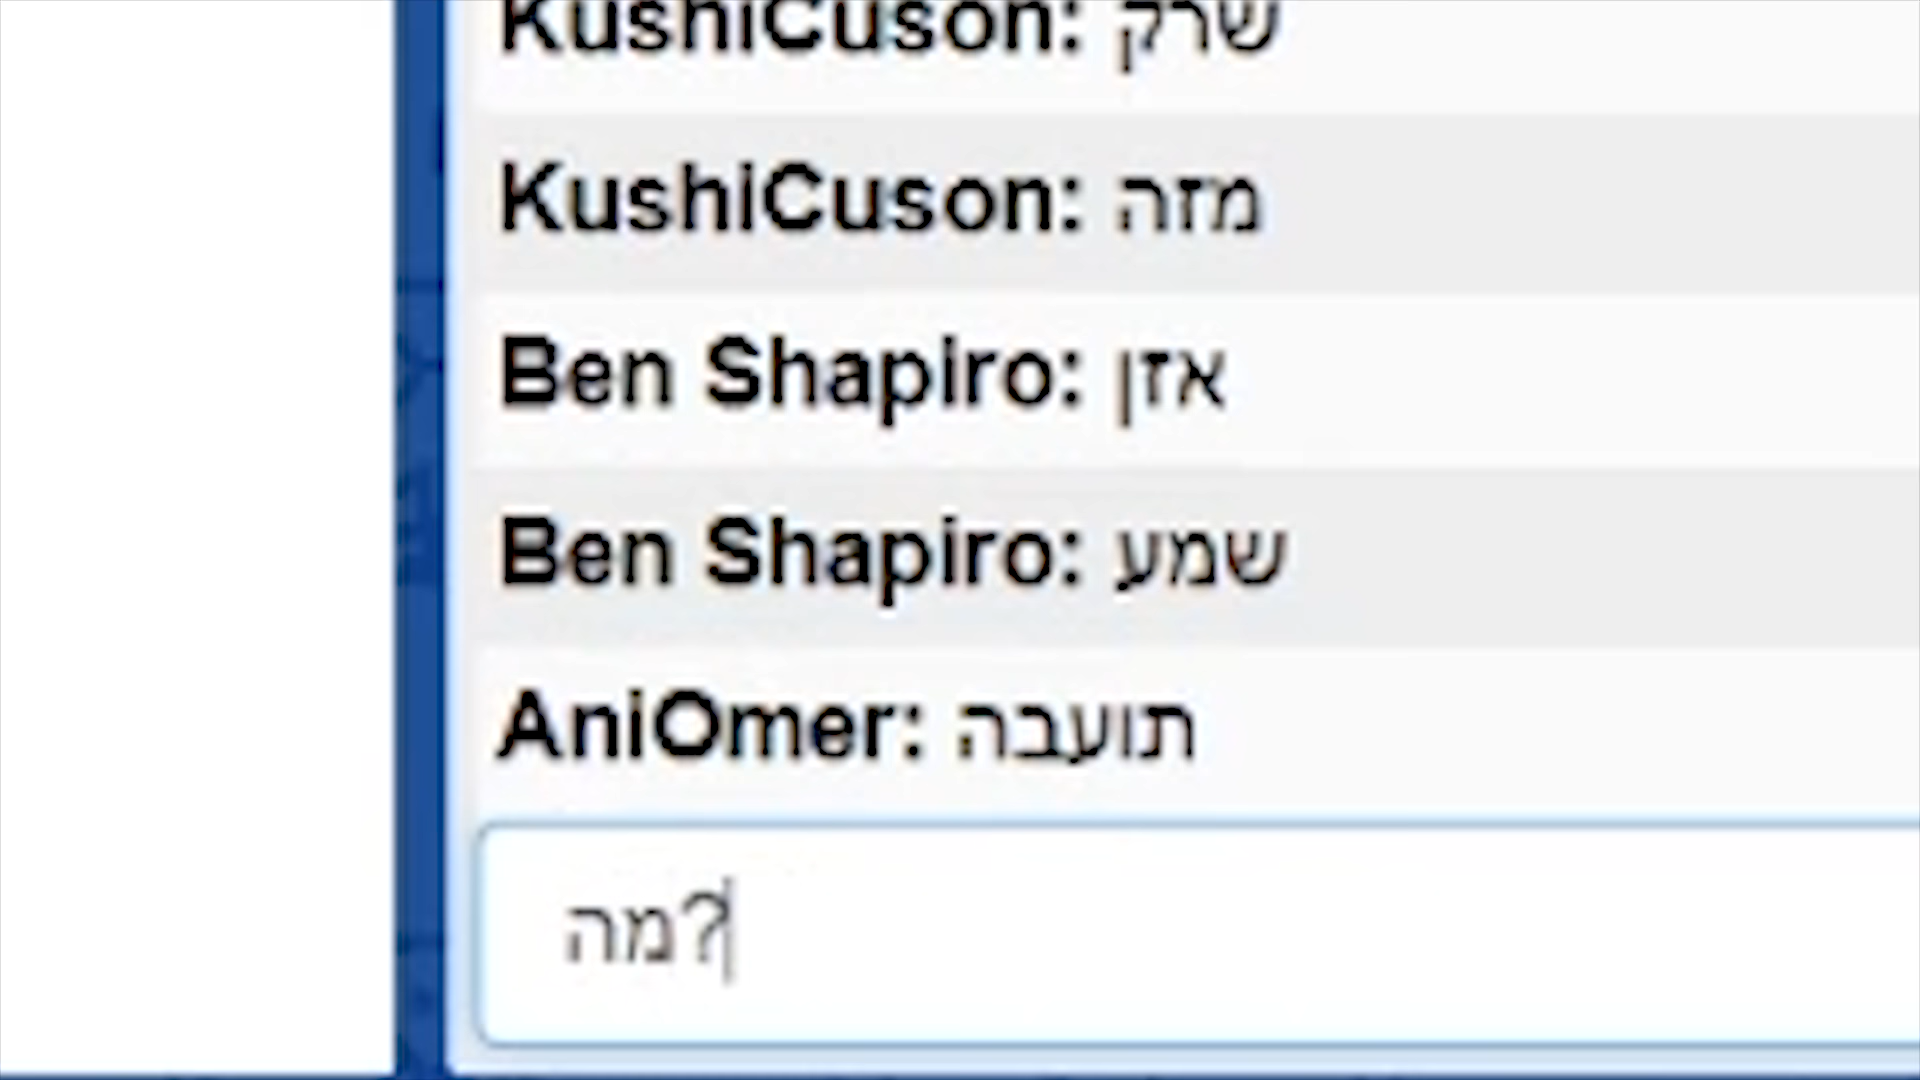 KushiCuson: שרק
KushiCuson: מזה
Ben Shapiro: אזן
Ben Shapiro: שמע
AniOmer: תועבה
מה?